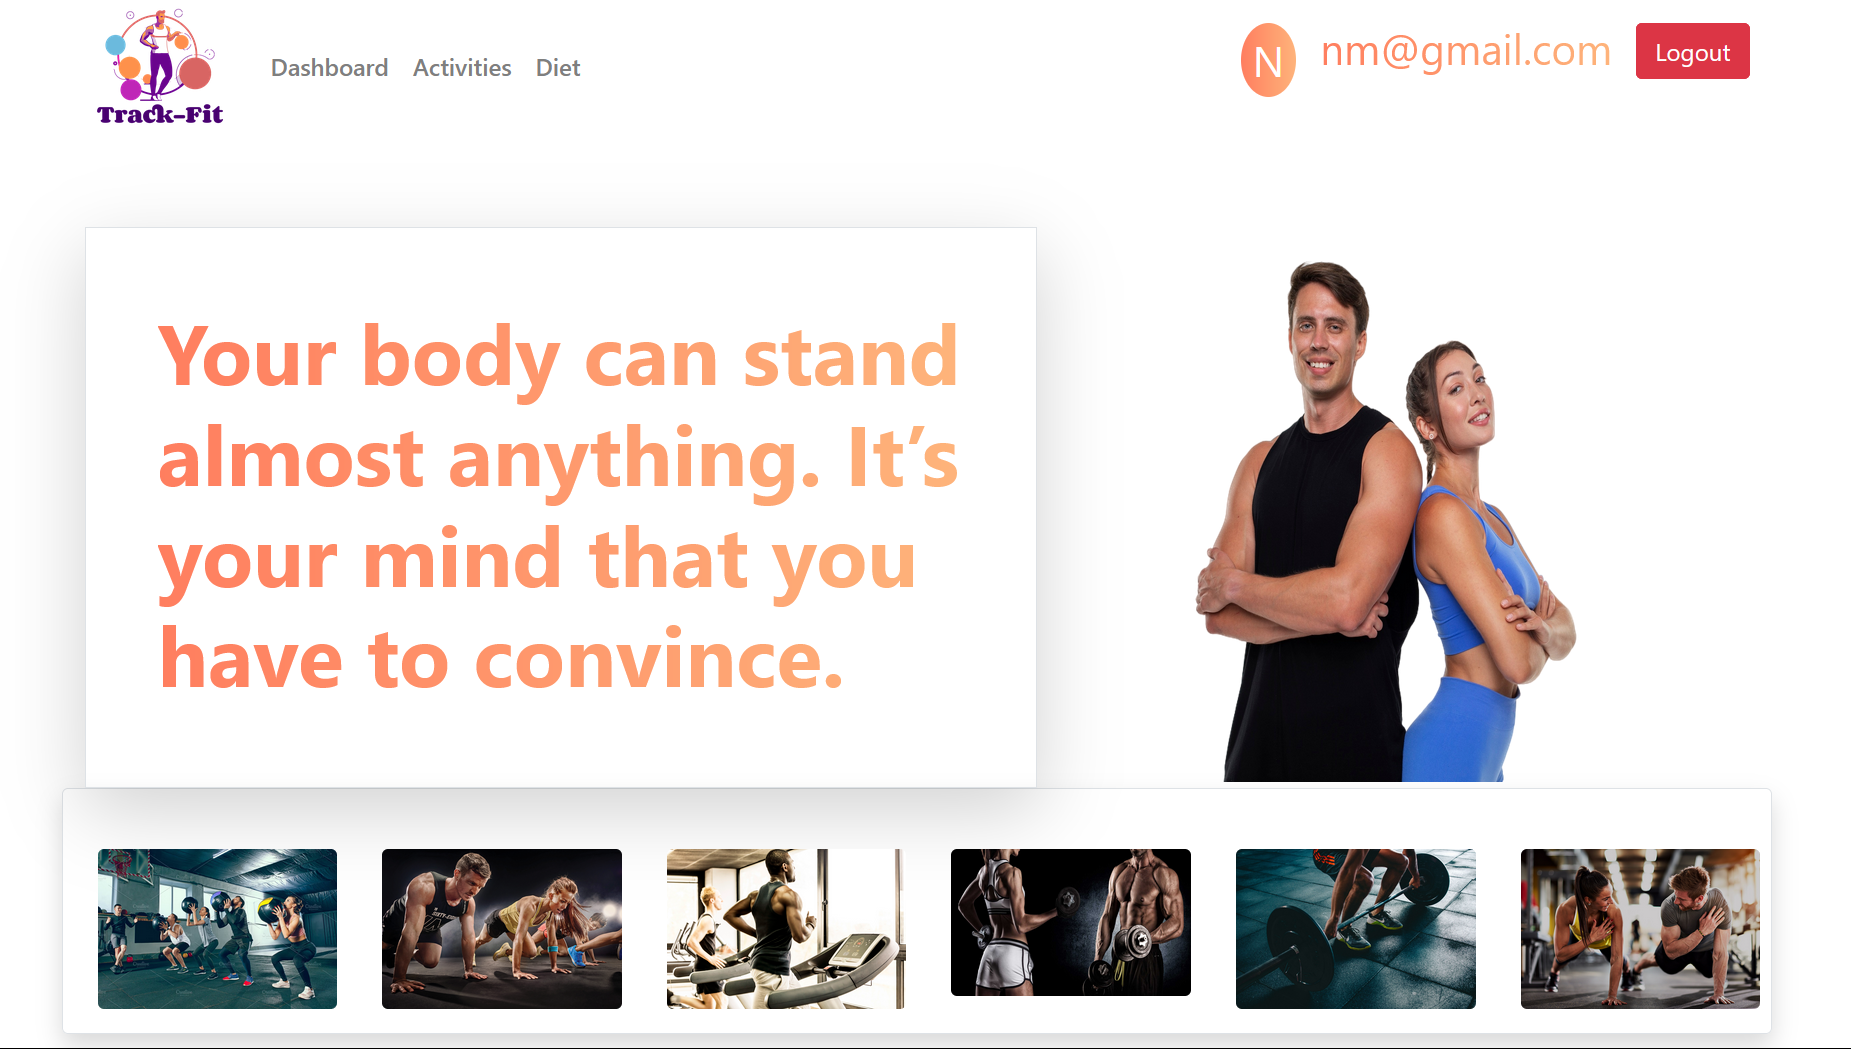 Track-Fit
Dashboard Activities Diet
N nm@gmail.com Logout
Your body can stand
almost anything. It’s
your mind that you
have to convince.